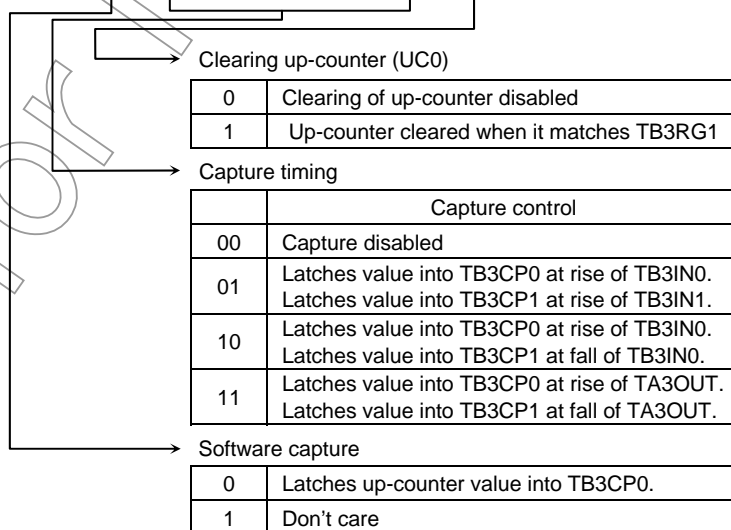 Clearing up-counter (UC0)
0 Clearing of up-counter disabled
1 Up-counter cleared when it matches TB3RG1
Capture timing
Capture control
00 Capture disabled
01 Latches value into TB3CP0 at rise of TB3IN0.
Latches value into TB3CP1 at rise of TB3IN1.
10 Latches value into TB3CP0 at rise of TB3IN0.
Latches value into TB3CP1 at fall of TB3IN0.
11 Latches value into TB3CP0 at rise of TA3OUT.
Latches value into TB3CP1 at fall of TA3OUT.
Software capture
0 Latches up-counter value into TB3CP0.
1 Don't care